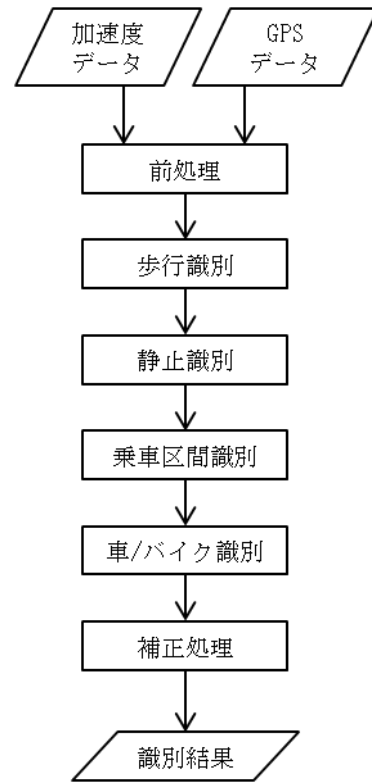 加速度
データ
GPS
データ
前処理
歩行識別
静止識別
乗車区間識別
車/バイク識別
補正処理
識別結果